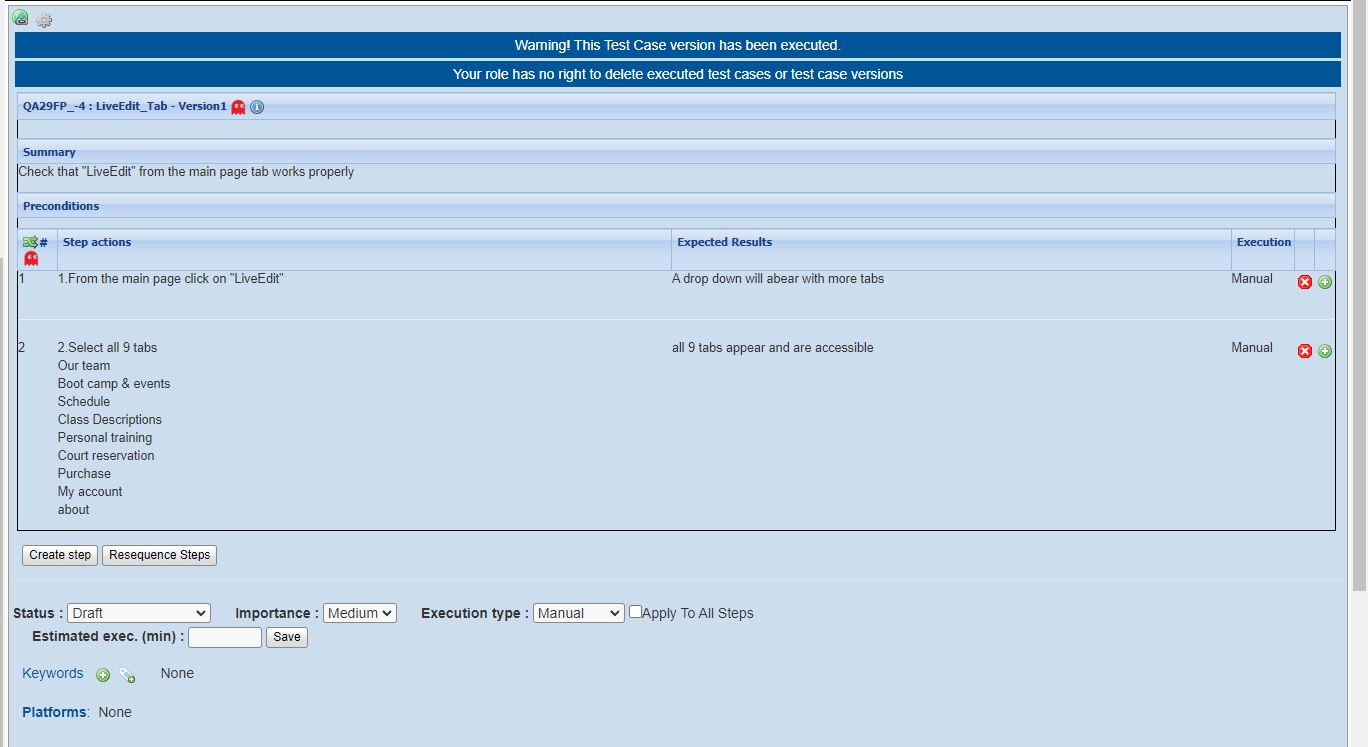 Warning! This Test Case version has been executed.
Your role has no right to delete executed test cases or test case versions
QA29FP_-4 : LiveEdit_Tab - Version1
Summary
Check that "LiveEdit" from the main page tab works properly
Preconditions
# Step actions Expected Results Execution
1 1.From the main page click on "LiveEdit" A drop down will abear with more tabs Manual
2 2.Select all 9 tabs all 9 tabs appear and are accessible Manual
Our team
Boot camp & events
Schedule
Class Descriptions
Personal training
Court reservation
Purchase
My account
about
Create step Resequence Steps
Status : Draft Importance : Medium Execution type : Manual Apply To All Steps
Estimated exec. (min) : Save
Keywords None
Platforms: None